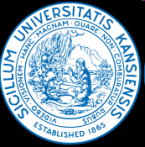 SIGILLUM UNIVERSITATIS KANSIENSIS
VIDEBO VISIONEM HANC MAGNAM QUARE NON COMBURATUR RUBUS
ESTABLISHED 1865